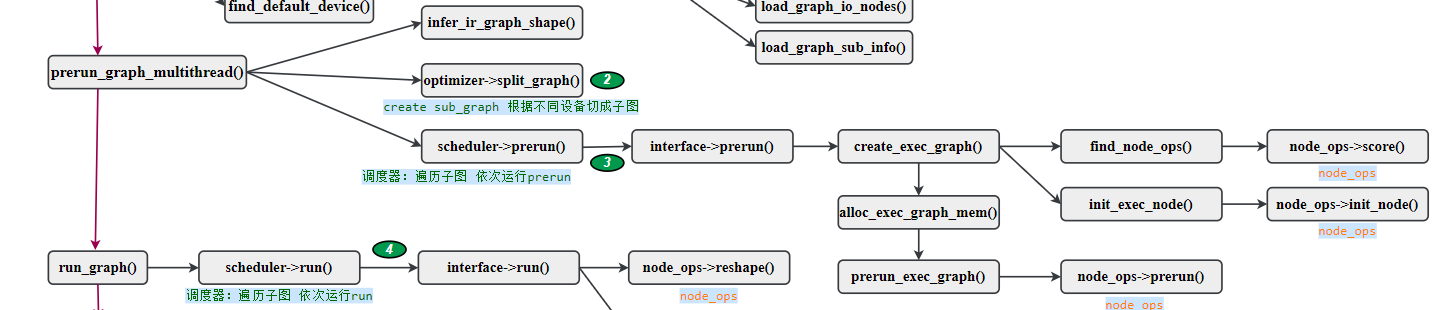 find_default_device()
load_graph_io_nodes()
infer_ir_graph_shape()
load_graph_sub_info()
prerun_graph_multithread()
optimizer->split_graph()
2
create sub_graph 根据不同设备切成子图
scheduler->prerun()
3
interface->prerun()
create_exec_graph()
find_node_ops()
node_ops->score()
node_ops
调度器: 遍历子图 依次运行prerun
init_exec_node()
node_ops->init_node()
node_ops
alloc_exec_graph_mem()
run_graph()
scheduler->run()
4
interface->run()
node_ops->reshape()
node_ops
调度器: 遍历子图 依次运行run
prerun_exec_graph()
node_ops->prerun()
node_ops